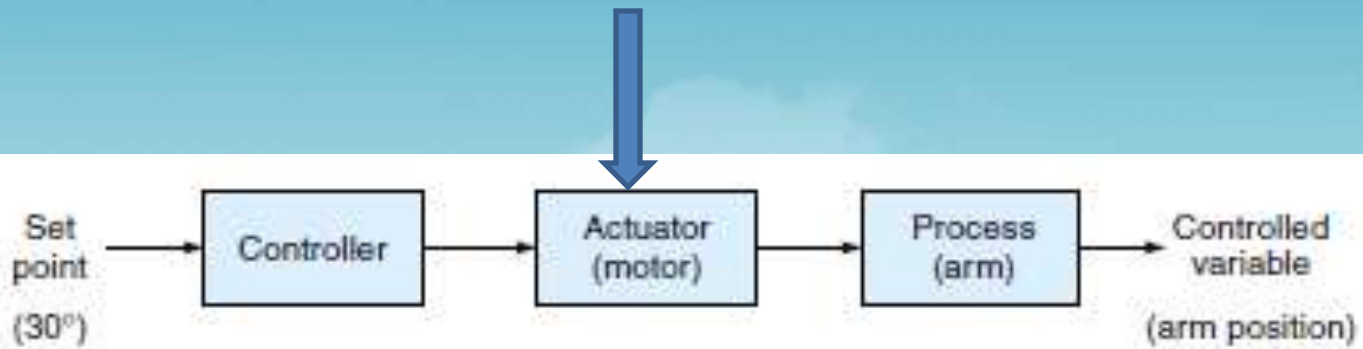 Set
point
(30°)
Controller
Actuator
(motor)
Process
(arm)
Controlled
variable
(arm position)